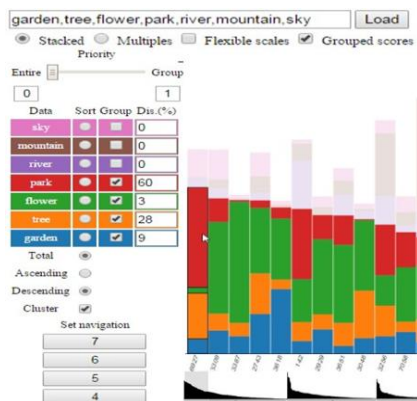 garden,tree,flower,park,river,mountain,sky Load
Stacked Multiples Flexible scales Grouped scores
Priority
Entire Group
0 1
Data Sort Group Dis.(%)
sky 0
mountain 0
river 0
park 60
flower 3
tree 28
garden 9
Total
Ascending
Descending
Cluster
Set navigation
7
6
5
4